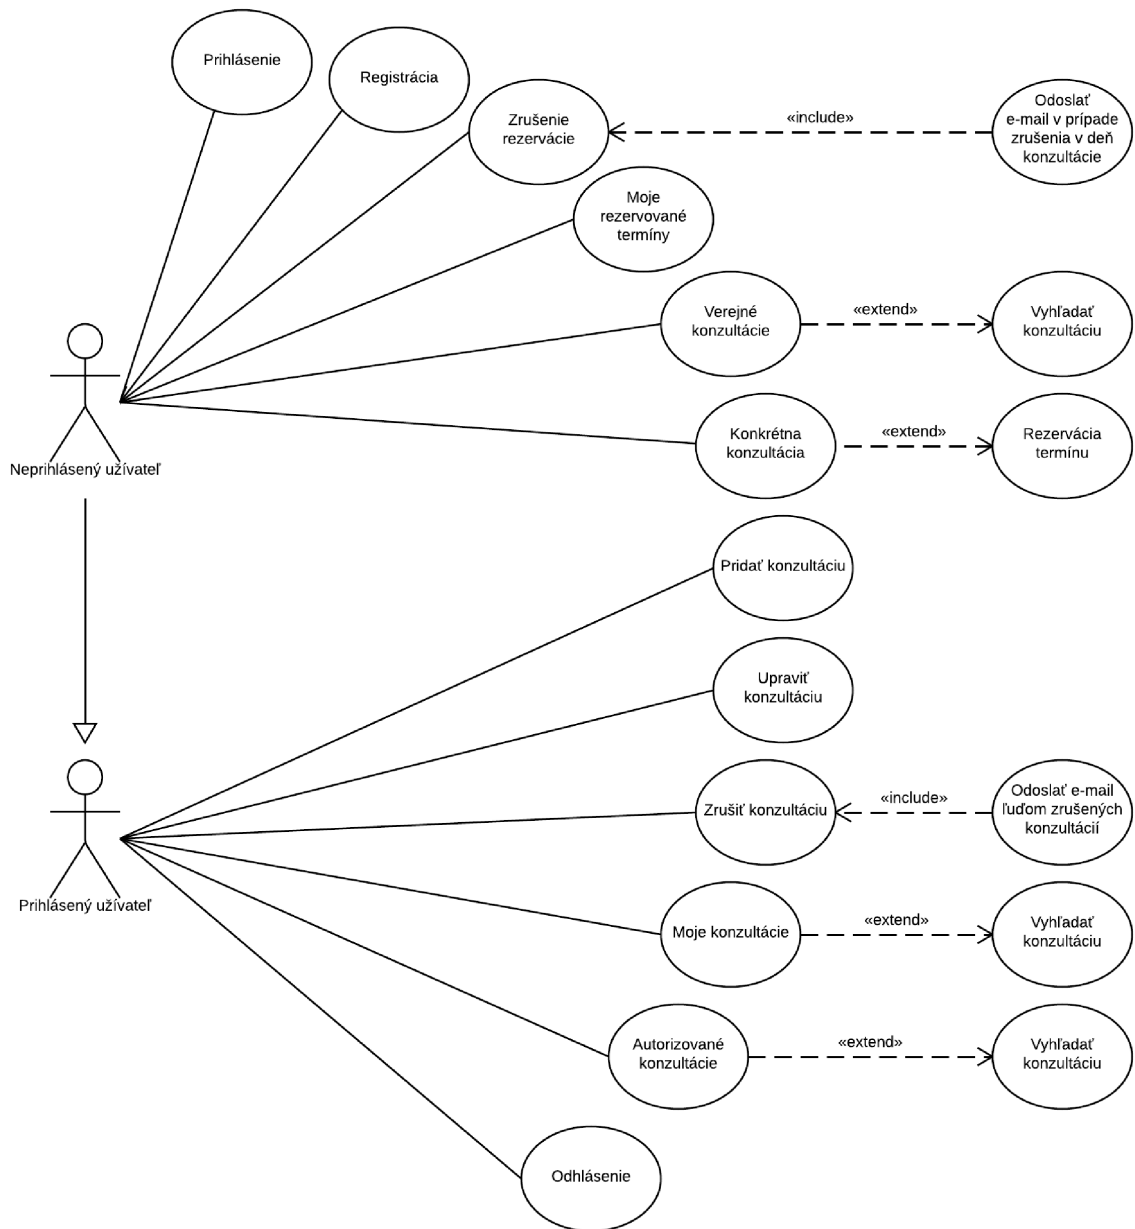 Prihlásenie
Registrácia
Zrušenie
rezervácie
«include»
Odoslať
e-mail v prípade
zrušenia v deň
konzultácie
Moje
rezervované
termíny
Verejné
konzultácie
«extend»
Vyhľadať
konzultáciu
Konkrétna
konzultácia
«extend»
Rezervácia
termínu
Neprihlásený užívateľ
Pridať konzultáciu
Upraviť
konzultáciu
Zrušiť konzultáciu
«include»
Odoslať e-mail
ľuďom zrušených
konzultácií
Prihlásený užívateľ
Moje konzultácie
«extend»
Vyhľadať
konzultáciu
Autorizované
konzultácie
«extend»
Vyhľadať
konzultáciu
Odhlásenie